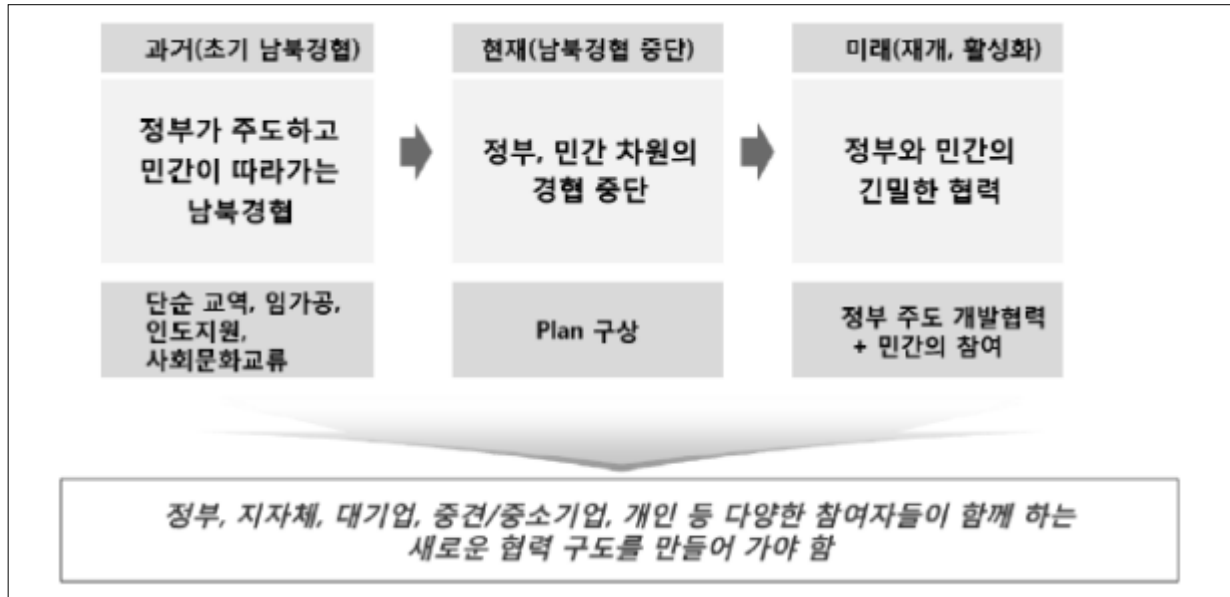 과거(초기 남북경협)
정부가 주도하고
민간이 따라가는
남북경협
단순 교역, 임가공,
인도지원,
사회문화교류
현재(남북경협 중단)
정부, 민간 차원의
경협 중단
Plan 구상
미래(재개, 활성화)
정부와 민간의
긴밀한 협력
정부 주도 개발협력
+ 민간의 참여
정부, 지자체, 대기업, 중견/중소기업, 개인 등 다양한 참여자들이 함께 하는
새로운 협력 구도를 만들어 가야 함